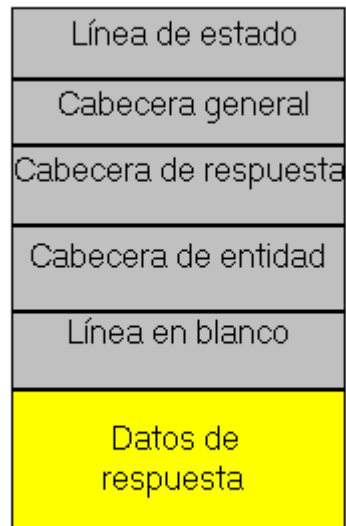 Línea de estado
Cabecera general
Cabecera de respuesta
Cabecera de entidad
Línea en blanco
Datos de
respuesta